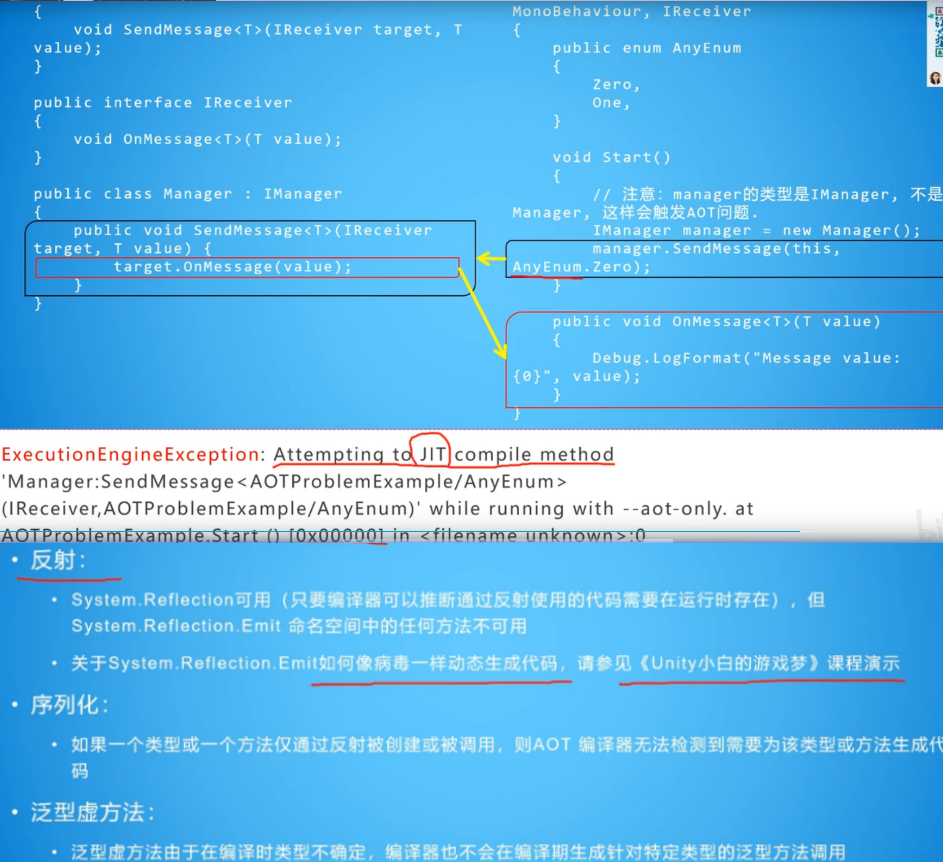 {
    void SendMessage<T>(IReceiver target, T
value);
}
public interface IReceiver
{
    void OnMessage<T>(T value);
}
public class Manager : IManager
{
    public void SendMessage<T>(IReceiver
target, T value) {
        target.OnMessage(value);
    }
}
MonoBehaviour, IReceiver
{
    public enum AnyEnum
    {
        Zero,
        One,
    }
    void Start()
    {
        // 注意: manager的类型是IManager, 不是
Manager, 这样会触发AOT问题.
        IManager manager = new Manager();
        manager.SendMessage(this,
AnyEnum.Zero);
    }
    public void OnMessage<T>(T value)
    {
        Debug.LogFormat("Message value:
{0}", value);
    }
}
ExecutionEngineException: Attempting to JIT compile method
'Manager:SendMessage<AOTProblemExample/AnyEnum>
(IReceiver,AOTProblemExample/AnyEnum)' while running with --aot-only. at
AOTProblemExample.Start () [0x00000] in <filename unknown>:0
• 反射:
• System.Reflection可用（只要编译器可以推断通过反射使用的代码需要在运行时存在），但
System.Reflection.Emit 命名空间中的任何方法不可用
• 关于System.Reflection.Emit如何像病毒一样动态生成代码，请参见《Unity小白的游戏梦》课程演示
• 序列化:
• 如果一个类型或一个方法仅通过反射被创建或被调用，则AOT 编译器无法检测到需要为该类型或方法生成代
码
• 泛型虚方法:
• 泛型虚方法由于在编译时类型不确定，编译器也不会在编译期生成针对特定类型的泛型方法调用